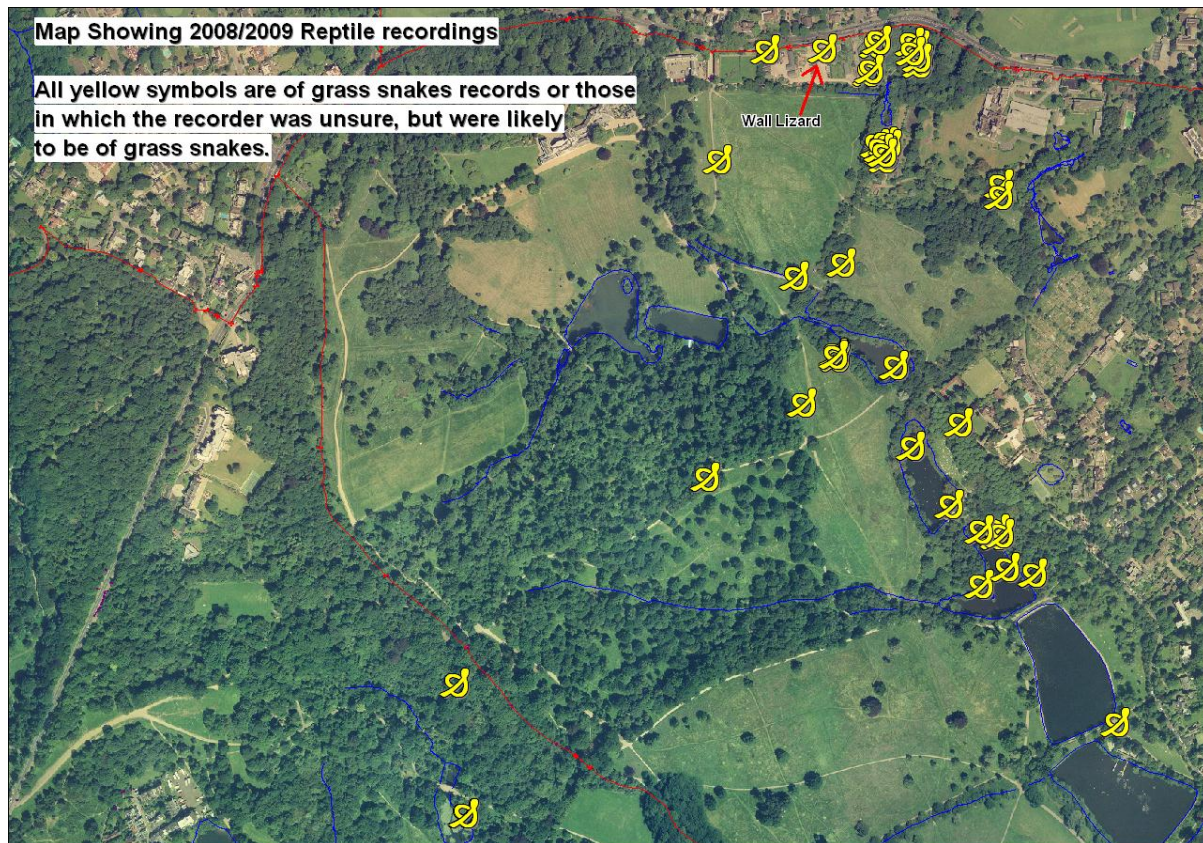 Map Showing 2008/2009 Reptile recordings
All yellow symbols are of grass snakes records or those
in which the recorder was unsure, but were likely
to be of grass snakes.
Wall Lizard